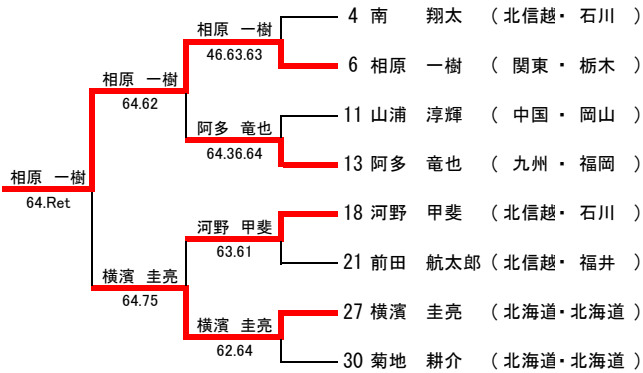 4 南 翔太 （ 北信越・ 石川 ）
相原 一樹
46.63.63
6 相原 一樹 （ 関東 ・ 栃木 ）
相原 一樹
64.62
11 山浦 淳輝 （ 中国 ・ 岡山 ）
阿多 竜也
64.36.64
13 阿多 竜也 （ 九州 ・ 福岡 ）
相原 一樹
64.Ret
18 河野 甲斐 （ 北信越・ 石川 ）
河野 甲斐
63.61
21 前田 航太郎 （ 北信越・ 福井 ）
横濱 圭亮
64.75
27 横濱 圭亮 （ 北海道・北海道 ）
横濱 圭亮
62.64
30 菊地 耕介 （ 北海道・北海道 ）